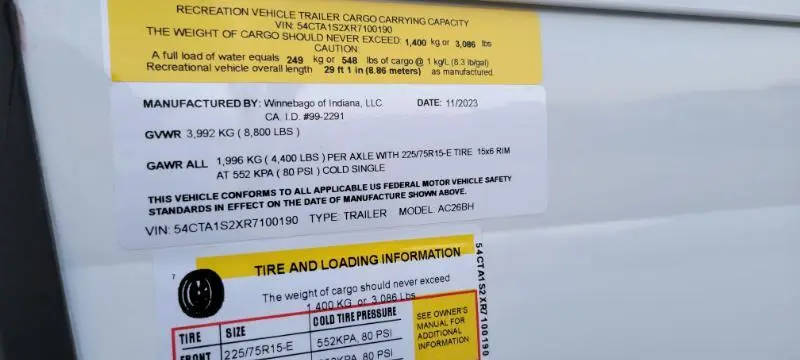 RECREATION VEHICLE TRAILER CARGO CARRYING CAPACITY
VIN: 54CTA1S2XR7100190
THE WEIGHT OF CARGO SHOULD NEVER EXCEED: 1,400 kg or 3,086 lbs
CAUTION:
A full load of water equals 249 kg or 548 lbs of cargo @ 1 kg/L (8.3 lb/gal)
Recreational vehicle overall length 29 ft 1 in (8.86 meters) as manufactured.
MANUFACTURED BY: Winnebago of Indiana, LLC DATE: 11/2023
CA. I.D. #99-2291
GVWR 3,992 KG ( 8,800 LBS )
GAWR ALL 1,996 KG ( 4,400 LBS ) PER AXLE WITH 225/75R15-E TIRE 15x6 RIM
AT 552 KPA ( 80 PSI ) COLD SINGLE
THIS VEHICLE CONFORMS TO ALL APPLICABLE US FEDERAL MOTOR VEHICLE SAFETY
STANDARDS IN EFFECT ON THE DATE OF MANUFACTURE SHOWN ABOVE.
VIN: 54CTA1S2XR7100190 TYPE: TRAILER MODEL: AC26BH
7
TIRE AND LOADING INFORMATION
The weight of cargo should never exceed
1,400 KG or 3,086 Lbs
TIRE SIZE COLD TIRE PRESSURE
FRONT 225/75R15-E 552KPA, 80 PSI
80 PSI
SEE OWNER'S
MANUAL FOR
ADDITIONAL
INFORMATION
54CTA1S2XR7100190